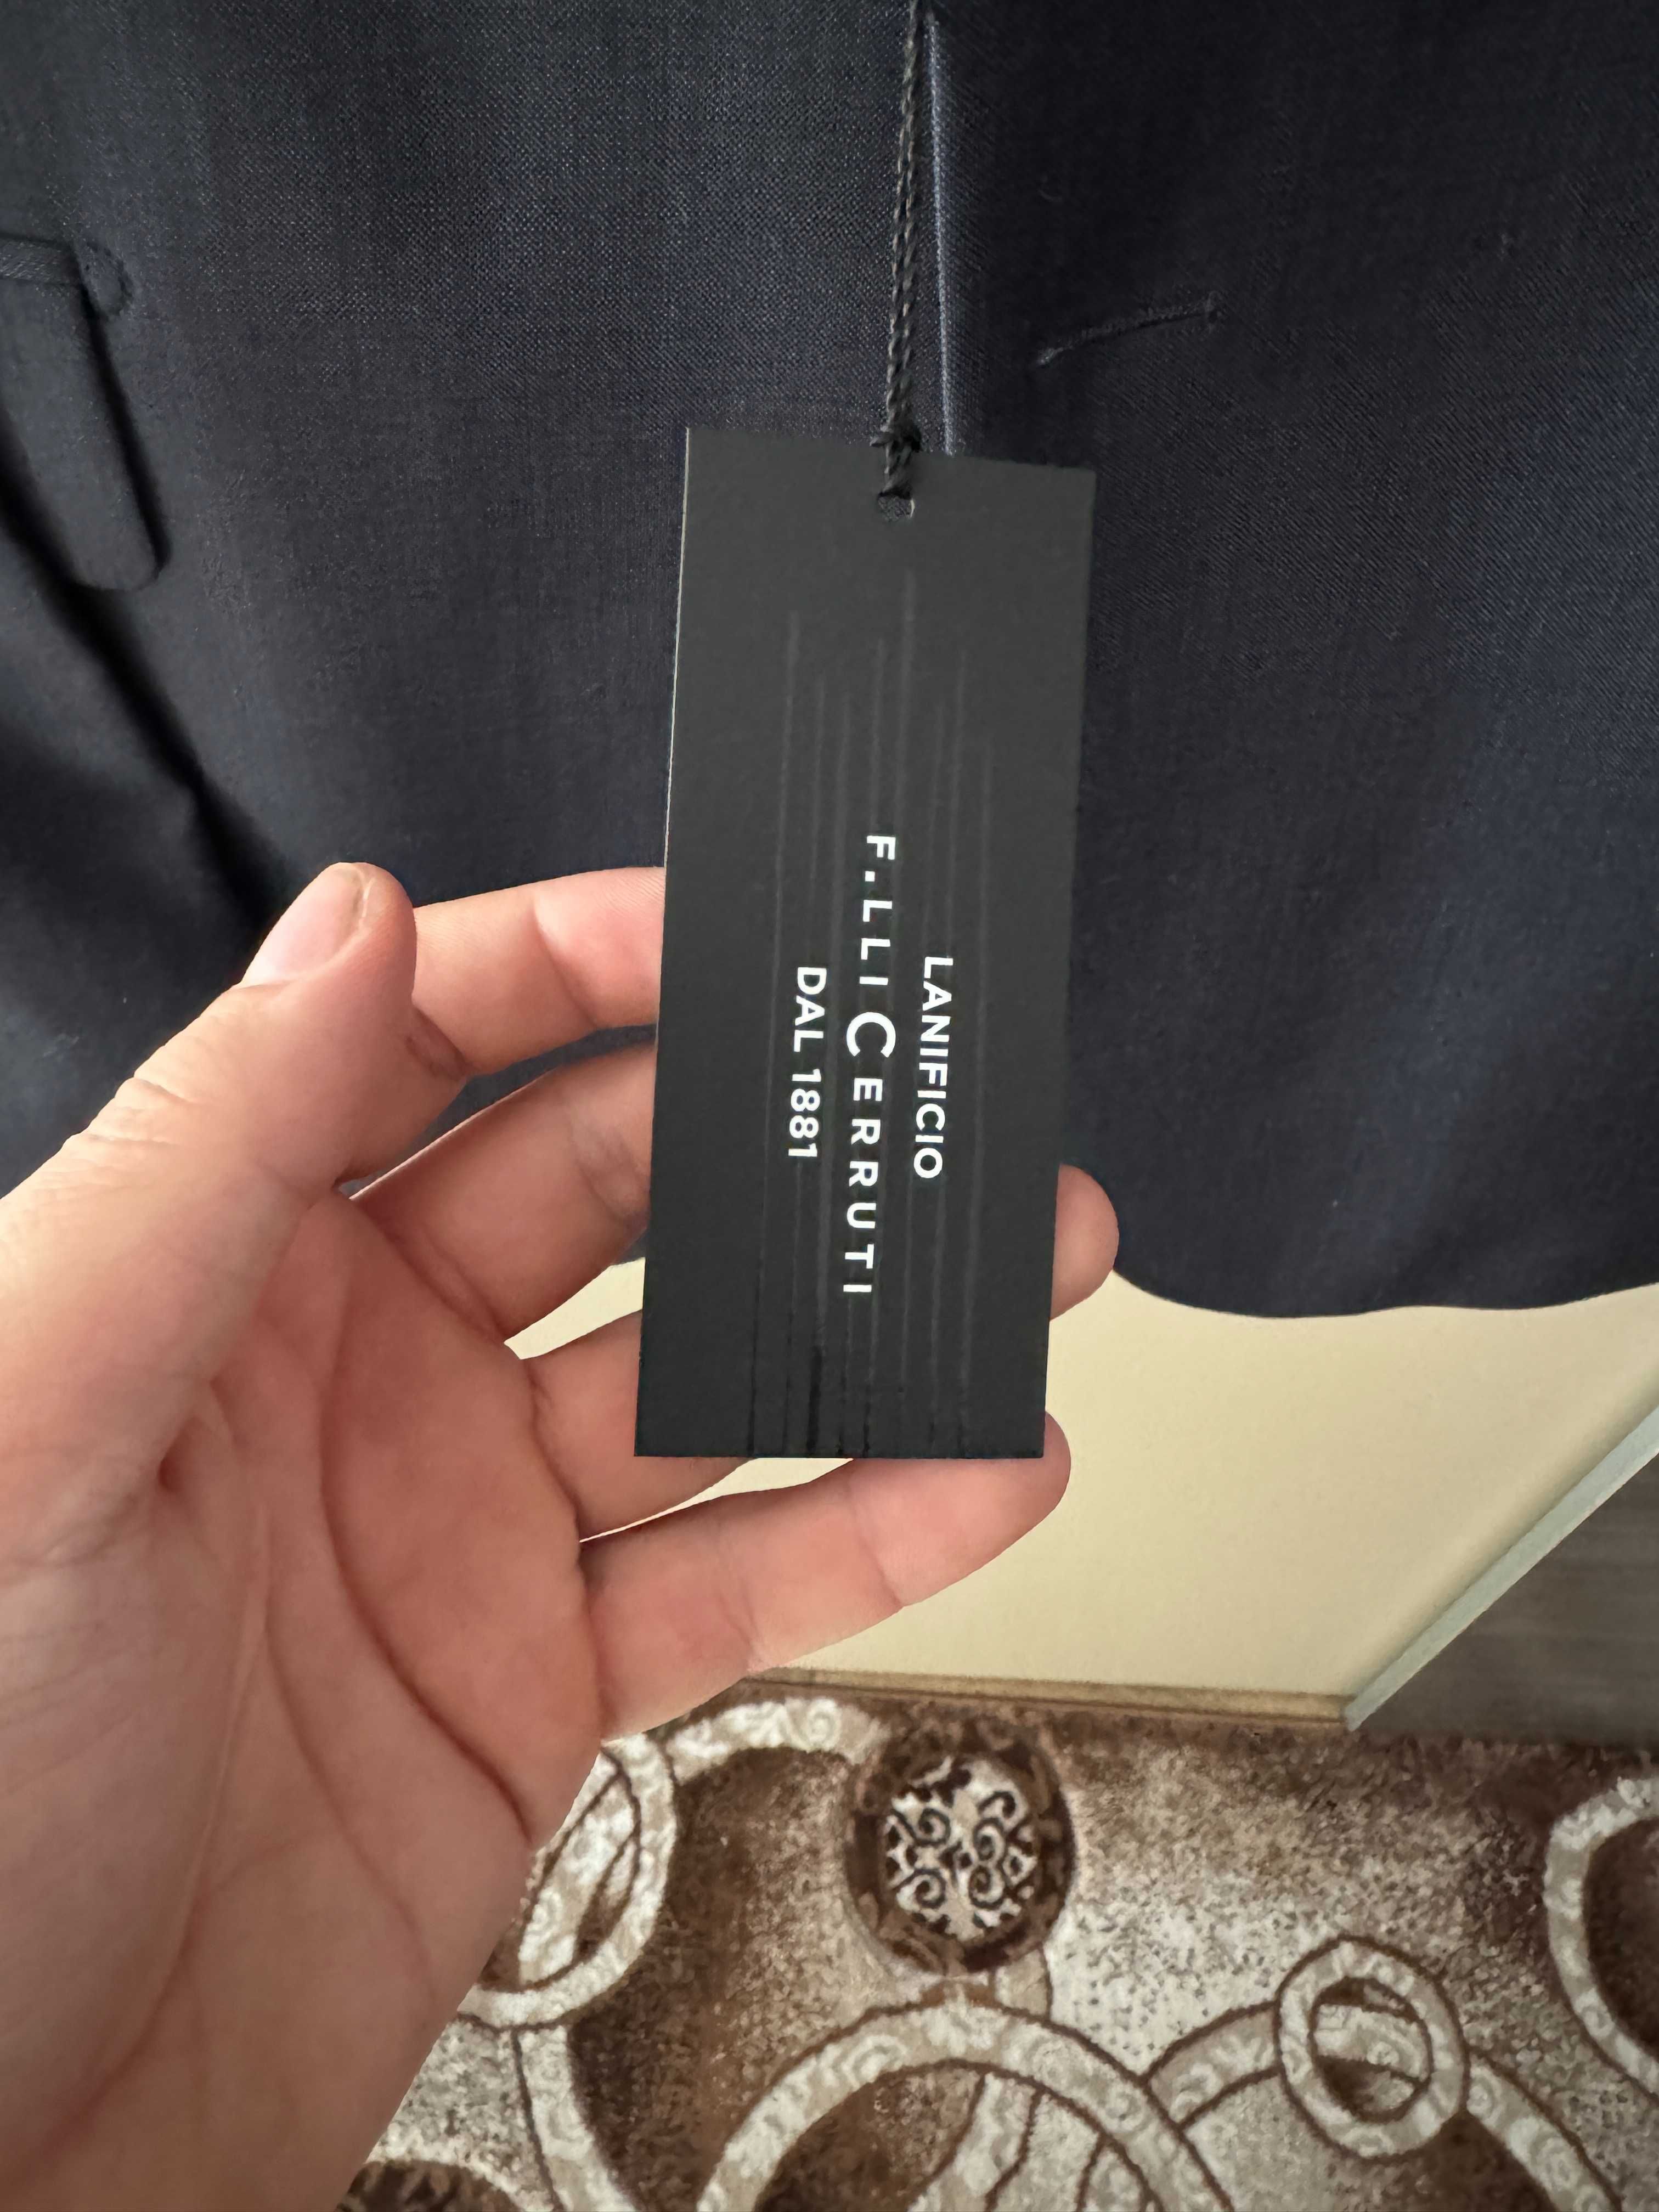 LANIFICIO
F.LLI CERRUTI
DAL 1881